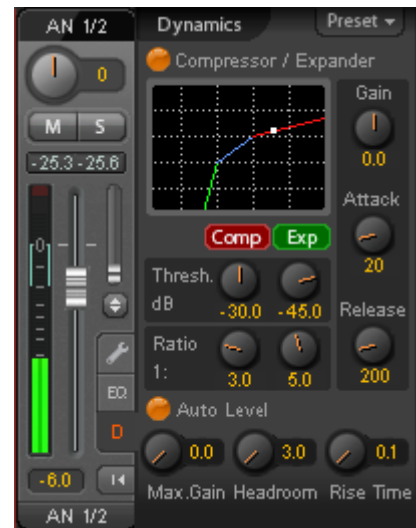 AN 1/2
Dynamics
Preset
Compressor / Expander
0
M S
-25.3 -25.6
0
EQ
D
-6.0
AN 1/2
Gain
0.0
Comp Exp
Attack
20
Thresh.
dB
-30.0 -45.0
Release
200
Ratio
1:
3.0 5.0
Auto Level
0.0 3.0 0.1
Max.Gain Headroom Rise Time